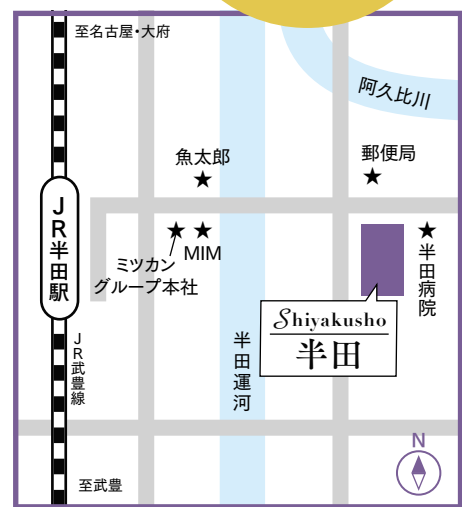 至名古屋・大府
阿久比川
魚太郎
郵便局
JR半田駅
ミツカン
グループ本社
MIM
半田病院
Shiyakusho
半田
半田運河
JR武豊線
N
至武豊